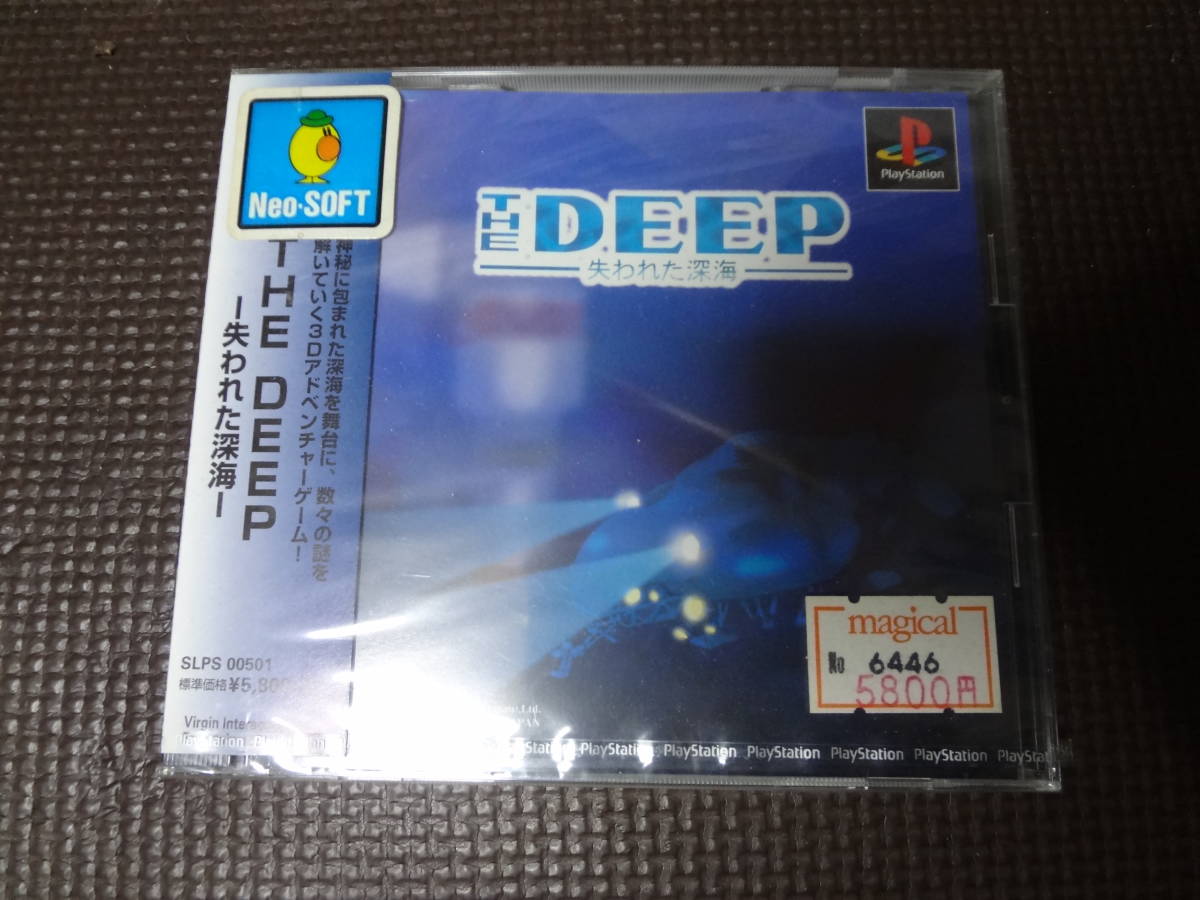 Neo·SOFT
THE DEEP
ー失われた深海ー
神秘に包まれた深海を舞台に、数々の謎を
解いていく3Dアドベンチャーゲーム!
SLPS 00501
標準価格¥5,800
Virgin
PlayStation
PlayStation
THE DEEP
失われた深海
magical
No 6446
5800円
PlayStation PlayStation PlayStation PlayStation PlayStation